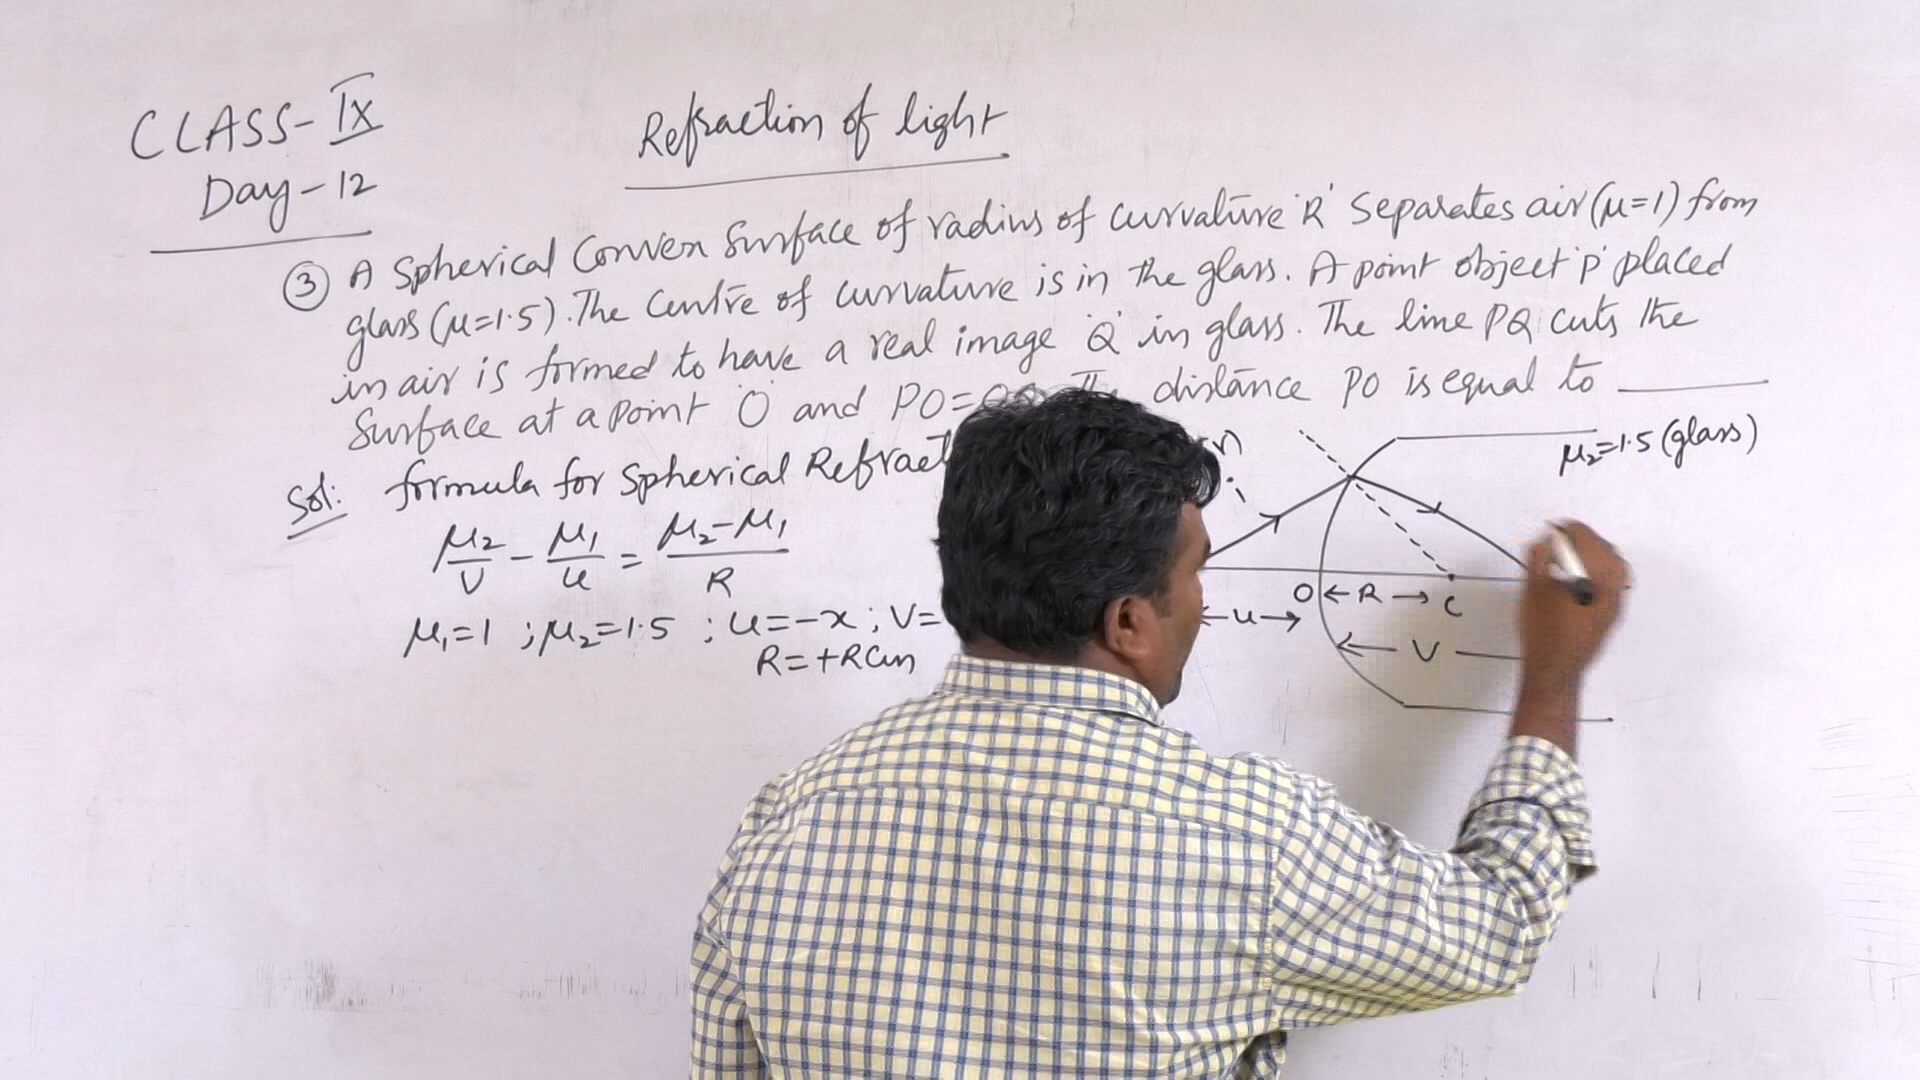 CLASS-IX
Day-12
Refraction of light
③ A Spherical Convex Surface of radius of curvature 'R' Separates air (μ=1) from
glass (μ=1.5). The Centre of curvature is in the glass. A point object 'p' placed
in air is formed to have a real image 'Q' in glass. The line PQ cuts the
Surface at a point 'O' and PO= distance PO is equal to
Sol: formula for Spherical
μ₂/V - μ₁/u = μ₂-μ₁/R
μ₁=1 ; μ₂=1.5 ; u=-x ; V=
R=+R Cm
μ₂=1.5 (glass)
O ← R → C
← u →
← V —